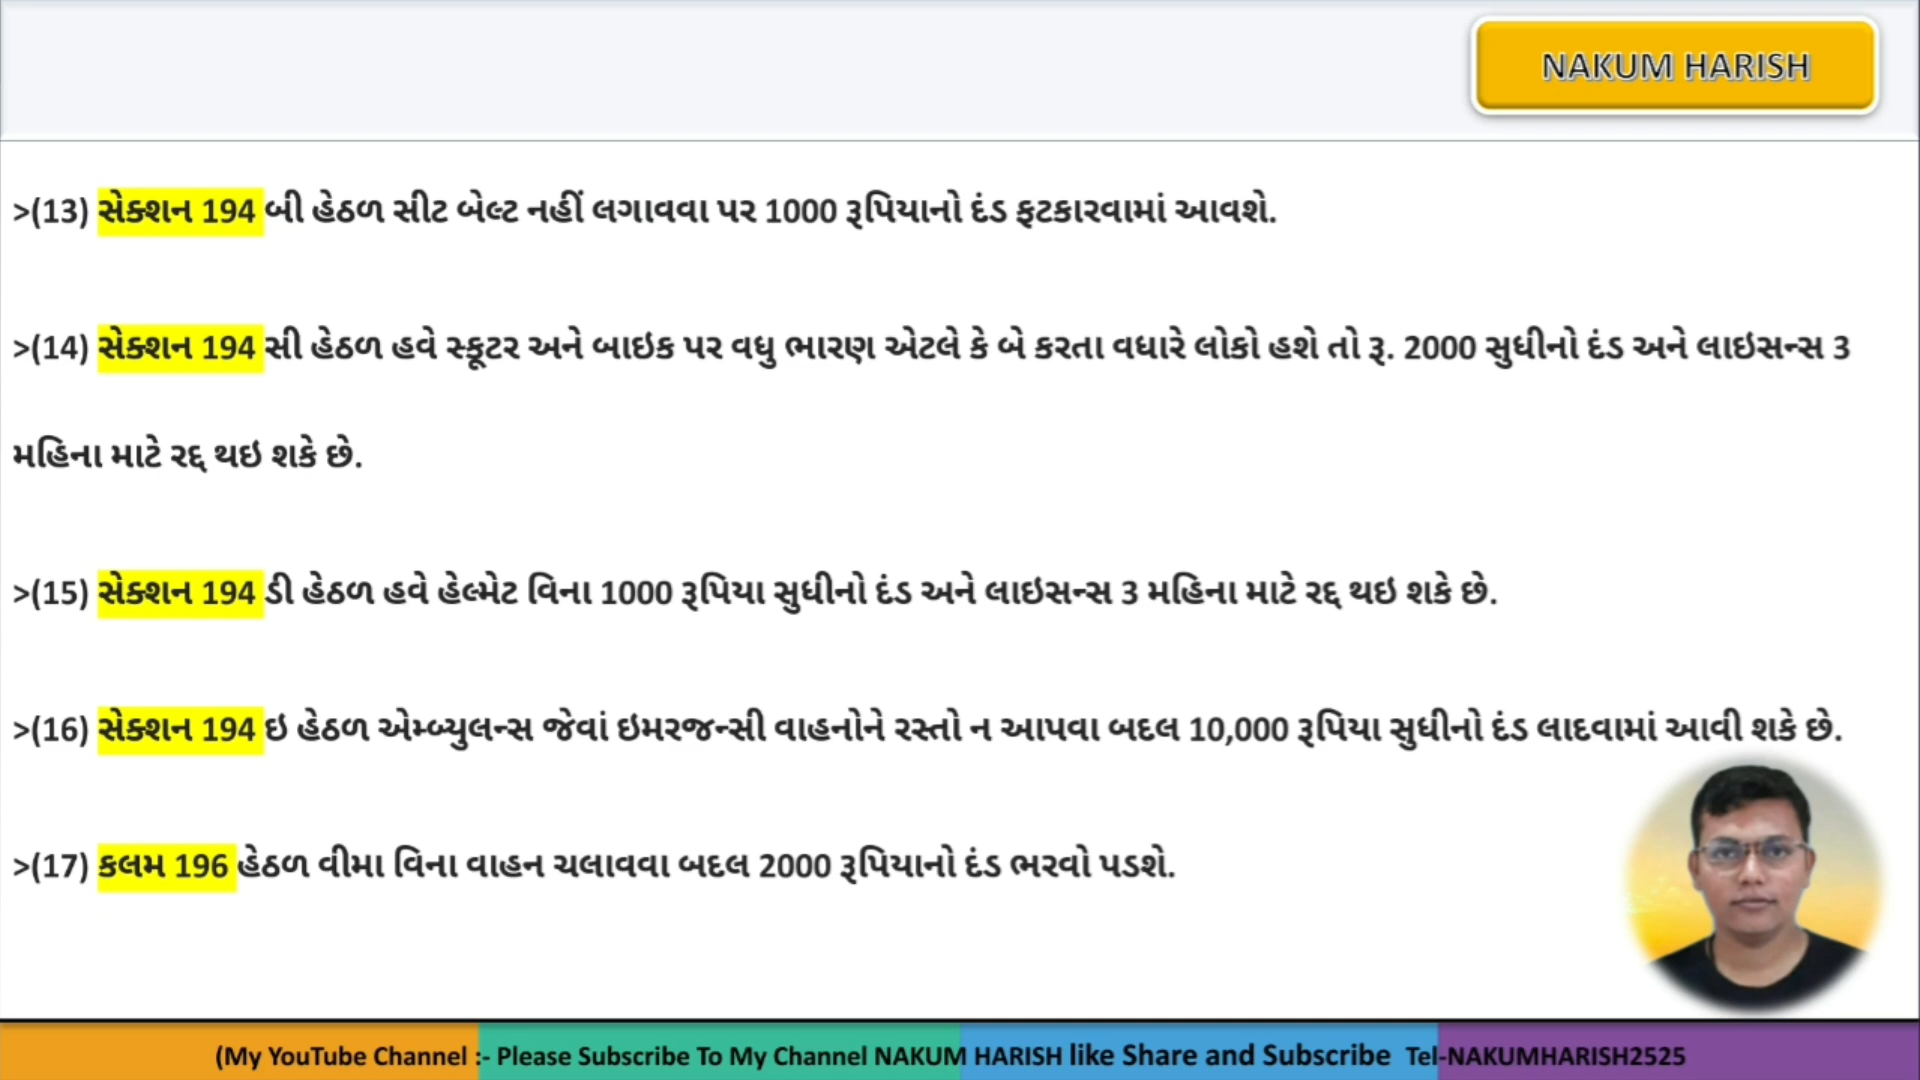 NAKUM HARISH
>(13) સેક્શન 194 બી હેઠળ સીટ બેલ્ટ નહીં લગાવવા પર 1000 રૂપિયાનો દંડ ફટકારવામાં આવશે.
>(14) સેક્શન 194 સી હેઠળ હવે સ્કૂટર અને બાઇક પર વધુ ભારણ એટલે કે બે કરતા વધારે લોકો હશે તો રૂ. 2000 સુધીનો દંડ અને લાઇસન્સ 3
મહિના માટે રદ્દ થઇ શકે છે.
>(15) સેક્શન 194 ડી હેઠળ હવે હેલ્મેટ વિના 1000 રૂપિયા સુધીનો દંડ અને લાઇસન્સ 3 મહિના માટે રદ્દ થઇ શકે છે.
>(16) સેક્શન 194 ઇ હેઠળ એમ્બ્યુલન્સ જેવાં ઇમરજન્સી વાહનોને રસ્તો ન આપવા બદલ 10,000 રૂપિયા સુધીનો દંડ લાદવામાં આવી શકે છે.
>(17) કલમ 196 હેઠળ વીમા વિના વાહન ચલાવવા બદલ 2000 રૂપિયાનો દંડ ભરવો પડશે.
(My YouTube Channel :- Please Subscribe To My Channel NAKUM HARISH like Share and Subscribe Tel-NAKUMHARISH2525